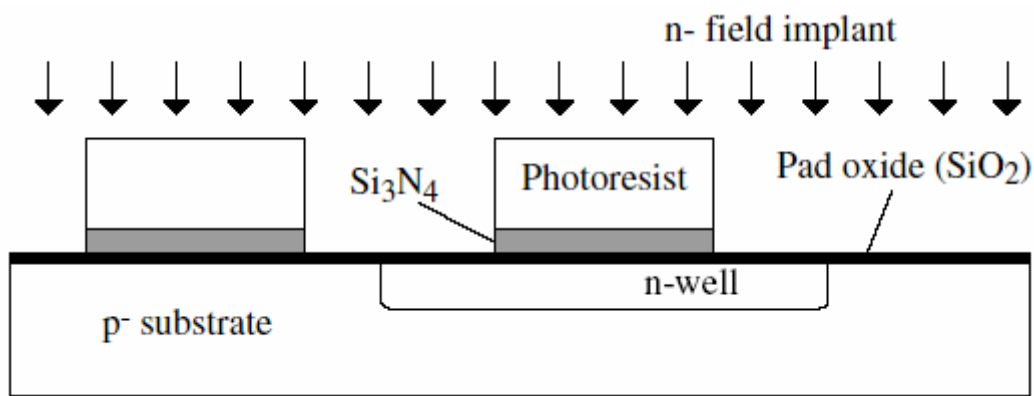 n- field implant
Si₃N₄
Photoresist
Pad oxide (SiO₂)
n-well
p⁻ substrate